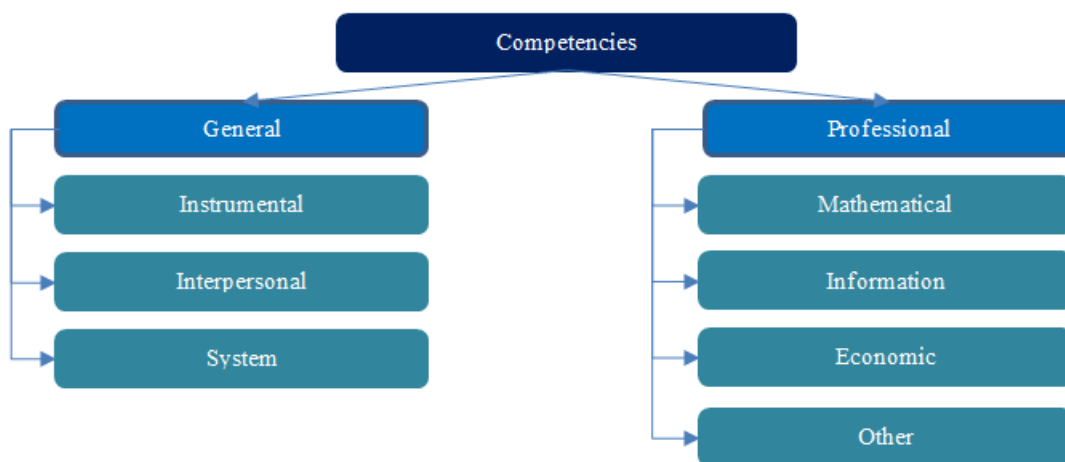 Competencies
General
Instrumental
Interpersonal
System
Professional
Mathematical
Information
Economic
Other